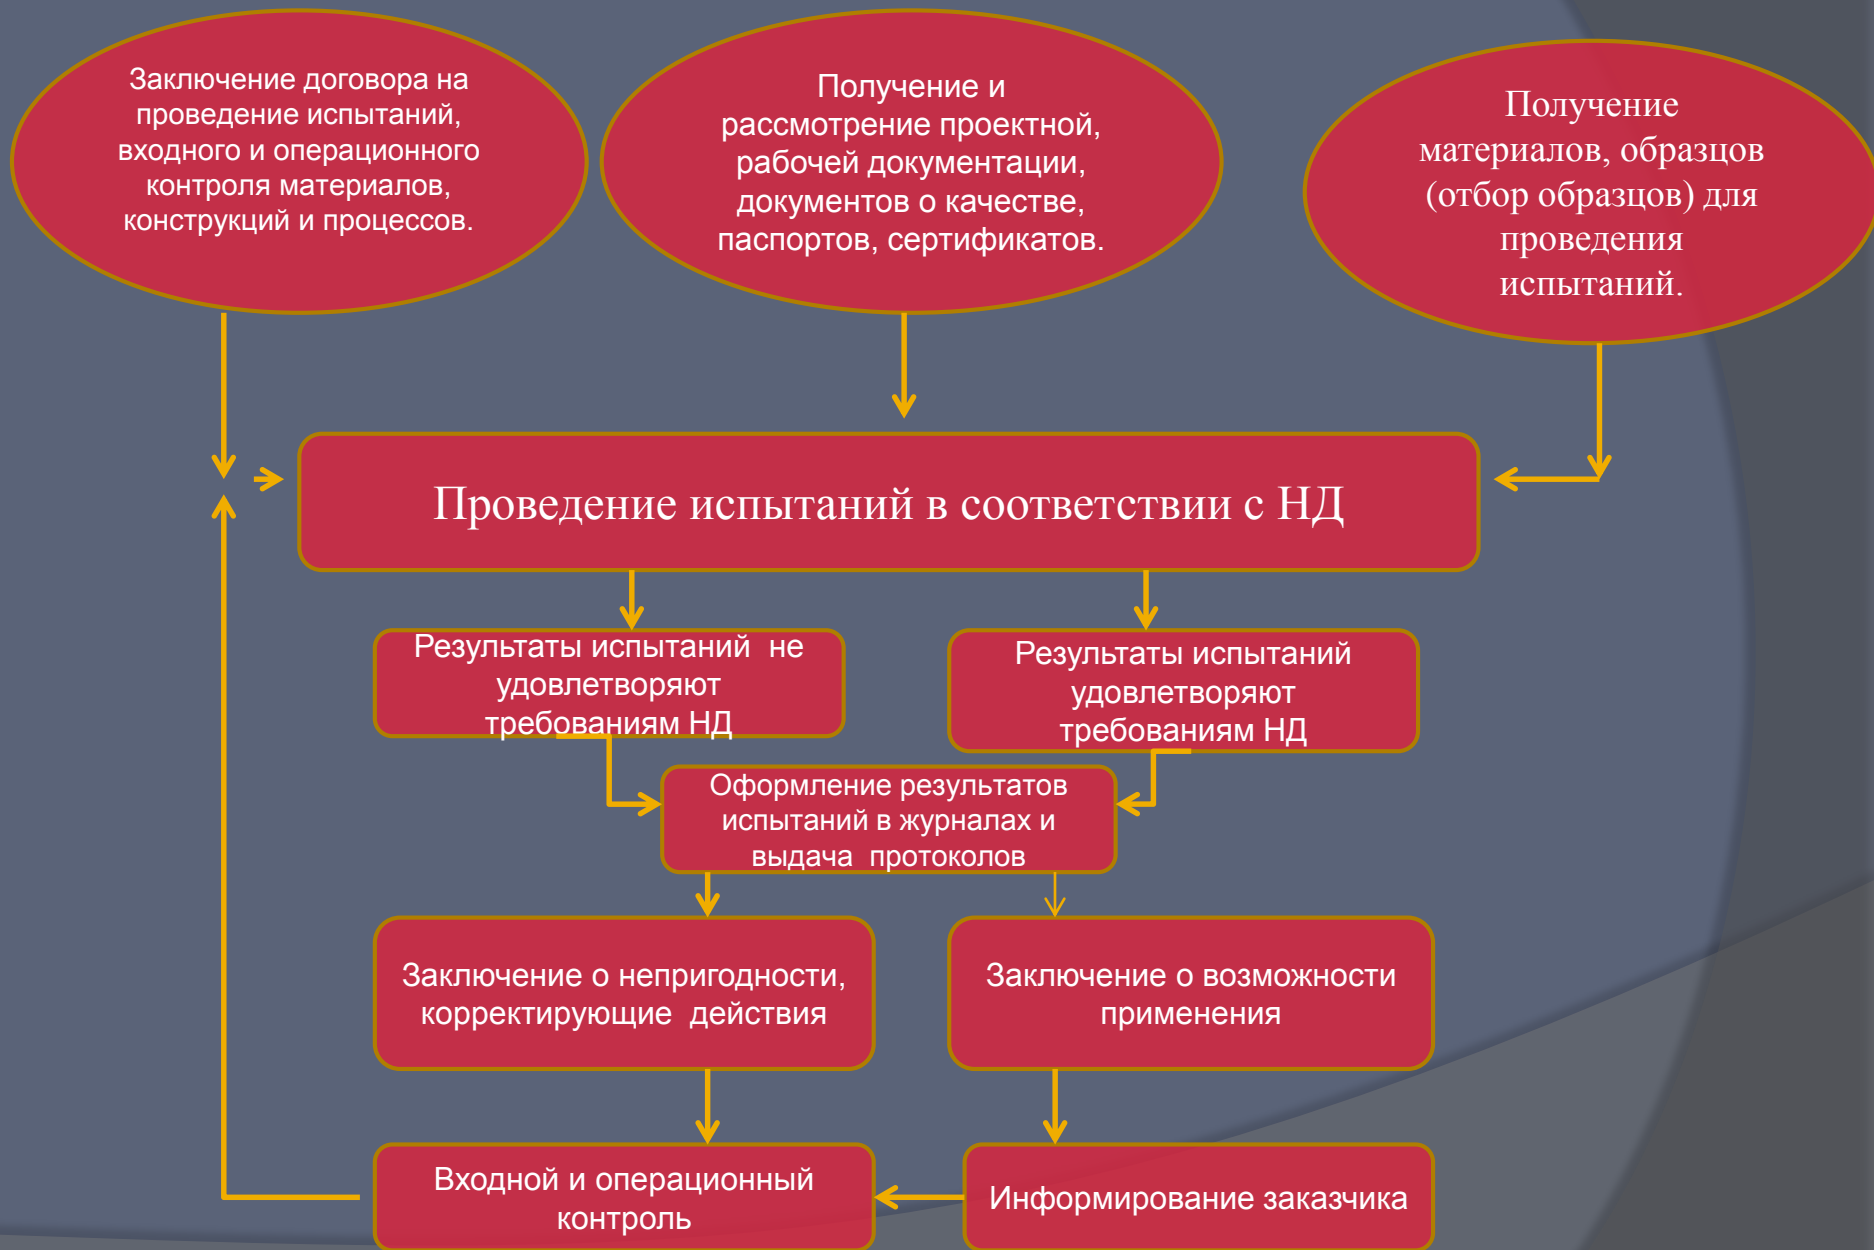 Заключение договора на
проведение испытаний,
входного и операционного
контроля материалов,
конструкций и процессов.
Получение и
рассмотрение проектной,
рабочей документации,
документов о качестве,
паспортов, сертификатов.
Получение
материалов, образцов
(отбор образцов) для
проведения
испытаний.
Проведение испытаний в соответствии с НД
Результаты испытаний  не
удовлетворяют
требованиям НД
Результаты испытаний
удовлетворяют
требованиям НД
Оформление результатов
испытаний в журналах и
выдача  протоколов
Заключение о непригодности,
корректирующие  действия
Заключение о возможности
применения
Входной и операционный
контроль
Информирование заказчика